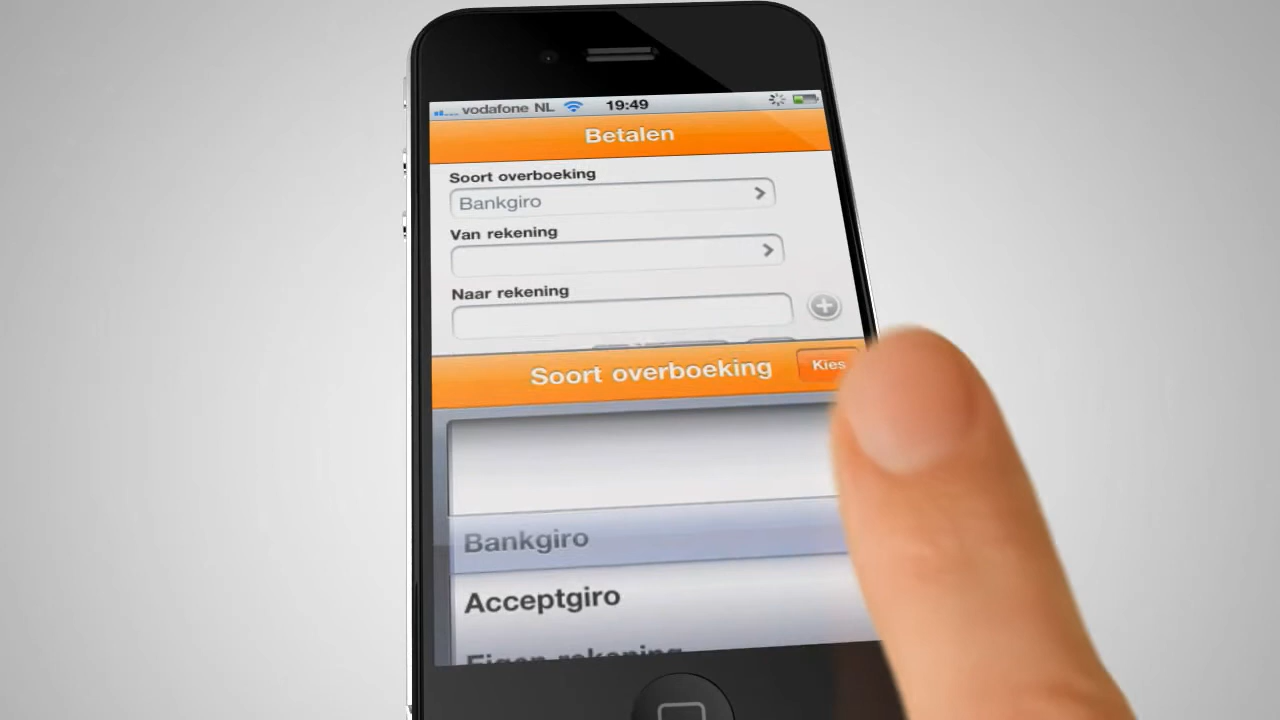 vodafone NL 19:49
Betalen
Soort overboeking
Bankgiro
Van rekening
Naar rekening
Soort overboeking Kies
Bankgiro
Acceptgiro
Eigen rekening